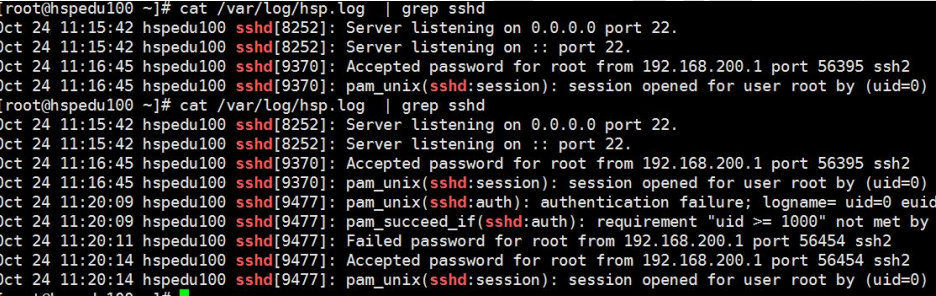 [root@hspedu100 ~]# cat /var/log/hsp.log  | grep sshd
Oct 24 11:15:42 hspedu100 sshd[8252]: Server listening on 0.0.0.0 port 22.
Oct 24 11:15:42 hspedu100 sshd[8252]: Server listening on :: port 22.
Oct 24 11:16:45 hspedu100 sshd[9370]: Accepted password for root from 192.168.200.1 port 56395 ssh2
Oct 24 11:16:45 hspedu100 sshd[9370]: pam_unix(sshd:session): session opened for user root by (uid=0)
[root@hspedu100 ~]# cat /var/log/hsp.log  | grep sshd
Oct 24 11:15:42 hspedu100 sshd[8252]: Server listening on 0.0.0.0 port 22.
Oct 24 11:15:42 hspedu100 sshd[8252]: Server listening on :: port 22.
Oct 24 11:16:45 hspedu100 sshd[9370]: Accepted password for root from 192.168.200.1 port 56395 ssh2
Oct 24 11:16:45 hspedu100 sshd[9370]: pam_unix(sshd:session): session opened for user root by (uid=0)
Oct 24 11:20:09 hspedu100 sshd[9477]: pam_unix(sshd:auth): authentication failure; logname= uid=0 euid
Oct 24 11:20:09 hspedu100 sshd[9477]: pam_succeed_if(sshd:auth): requirement "uid >= 1000" not met by
Oct 24 11:20:11 hspedu100 sshd[9477]: Failed password for root from 192.168.200.1 port 56454 ssh2
Oct 24 11:20:14 hspedu100 sshd[9477]: Accepted password for root from 192.168.200.1 port 56454 ssh2
Oct 24 11:20:14 hspedu100 sshd[9477]: pam_unix(sshd:session): session opened for user root by (uid=0)
[root@hspedu100 ~]#